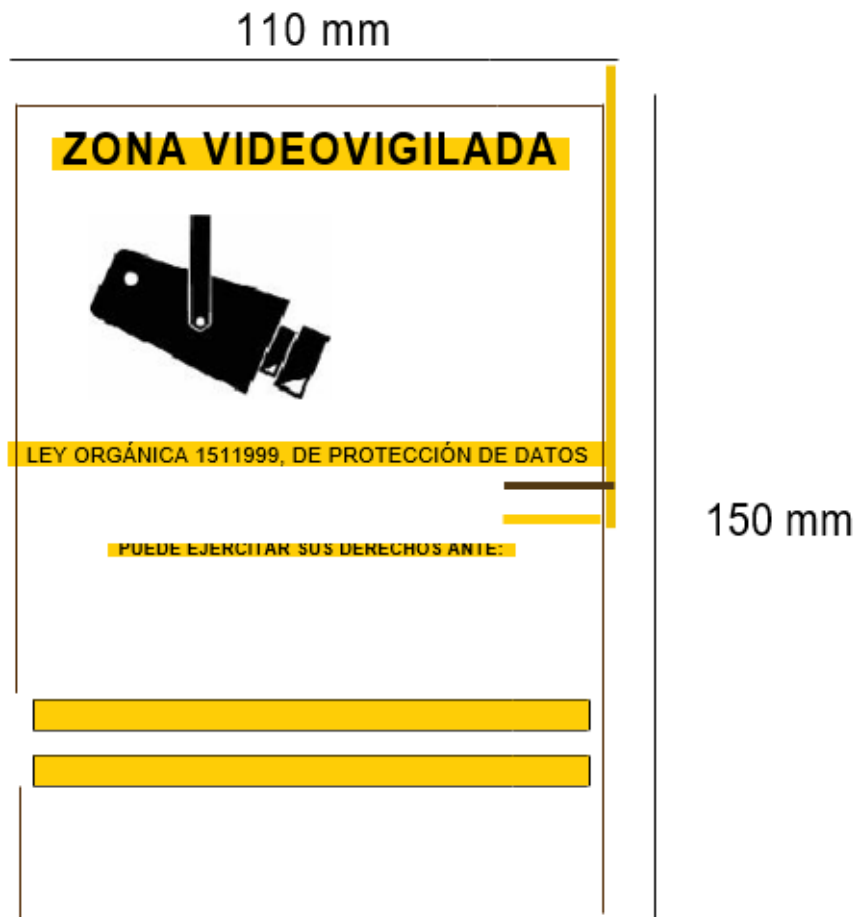 110 mm
ZONA VIDEOVIGILADA
LEY ORGÁNICA 1511999, DE PROTECCIÓN DE DATOS
150 mm
PUEDE EJERCITAR SUS DERECHOS ANTE: